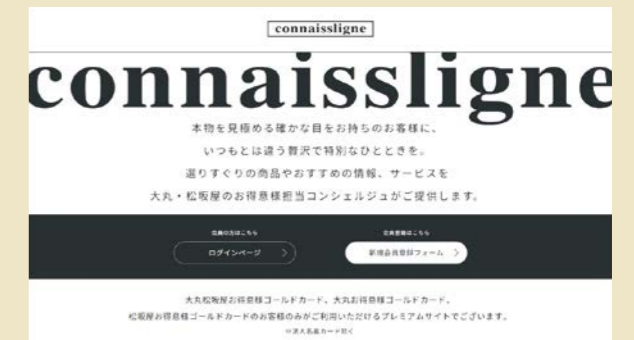 connaissligne
connaissligne
本物を見極める確かな目をお持ちのお客様に、
いつもとは違う贅沢で特別なひとときを。
選りすぐりの商品やおすすめの情報、サービスを
大丸・松坂屋のお得意様担当コンシェルジュがご提供します。
会員の方はこちら
会員登録はこちら
ログインページ
新規会員登録フォーム
大丸松坂屋お得意様ゴールドカード、大丸お得意様ゴールドカード、
松坂屋お得意様ゴールドカードのお客様のみがご利用いただけるプレミアムサイトでございます。
※法人名義カード除く